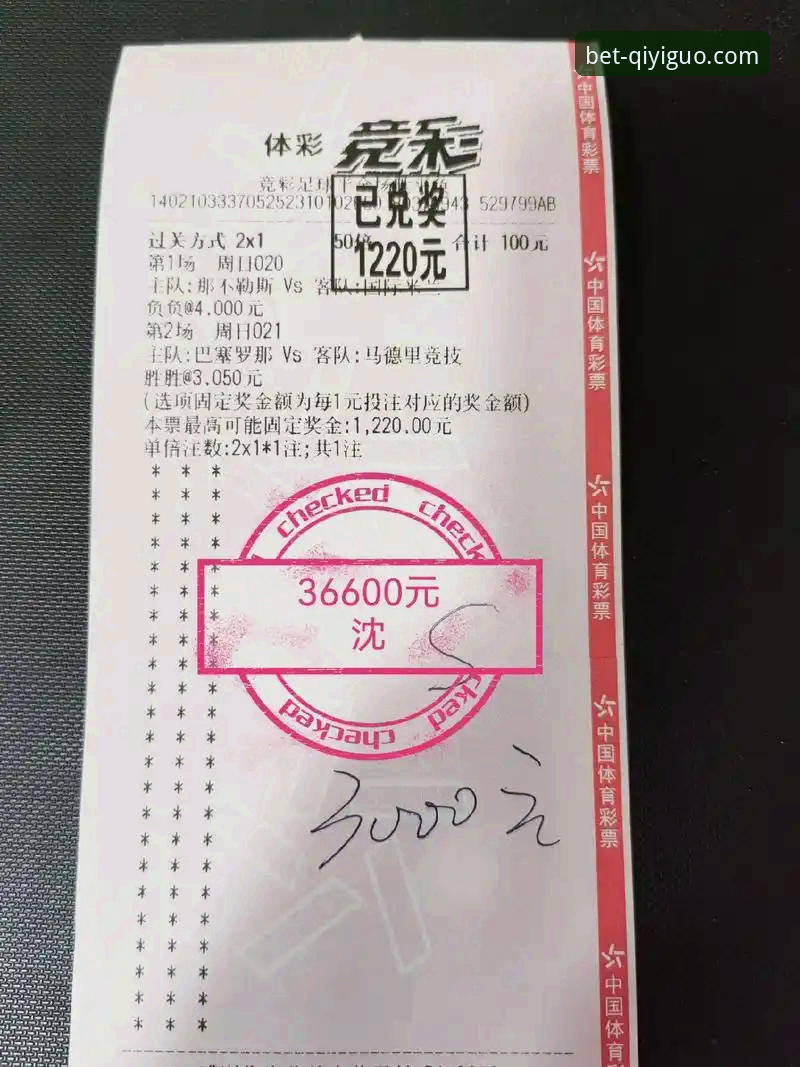 bet-qiyiguo.com
体彩 竞彩
竞彩足球半全场胜平负
529799AB
已兑奖
1220元
过关方式 2x1 50倍 合计 100元
第1场 周日020
主队:那不勒斯 Vs 客队:国际米兰
负负@4.000元
第2场 周日021
主队:巴塞罗那 Vs 客队:马德里竞技
胜胜@3.050元
(选项固定奖金额为每1元投注对应的奖金额)
本票最高可能固定奖金:1,220.00元
单倍注数:2x1*1注;共1注
checked checked
36600元
沈
checked checked
3000元
中国体育彩票
中国体育彩票
中国体育彩票
中国体育彩票
中国体育